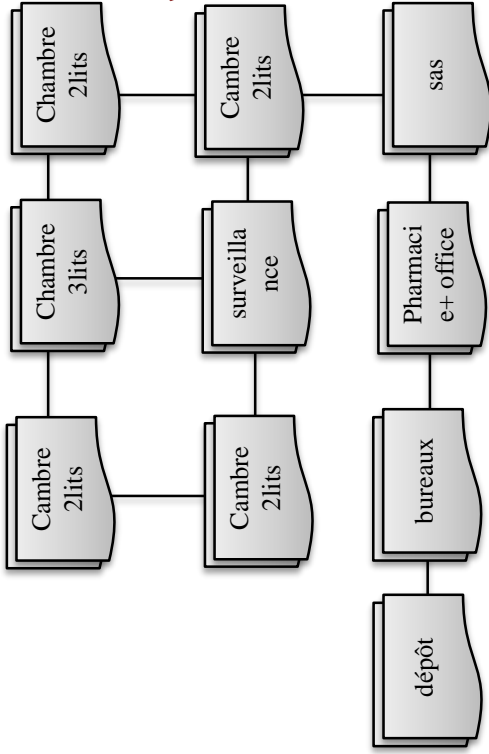 Cambre
2lits
Chambre
3lits
Chambre
2lits
Cambre
2lits
surveilla
nce
Cambre
2lits
dépôt
bureaux
Pharmaci
e+ office
sas